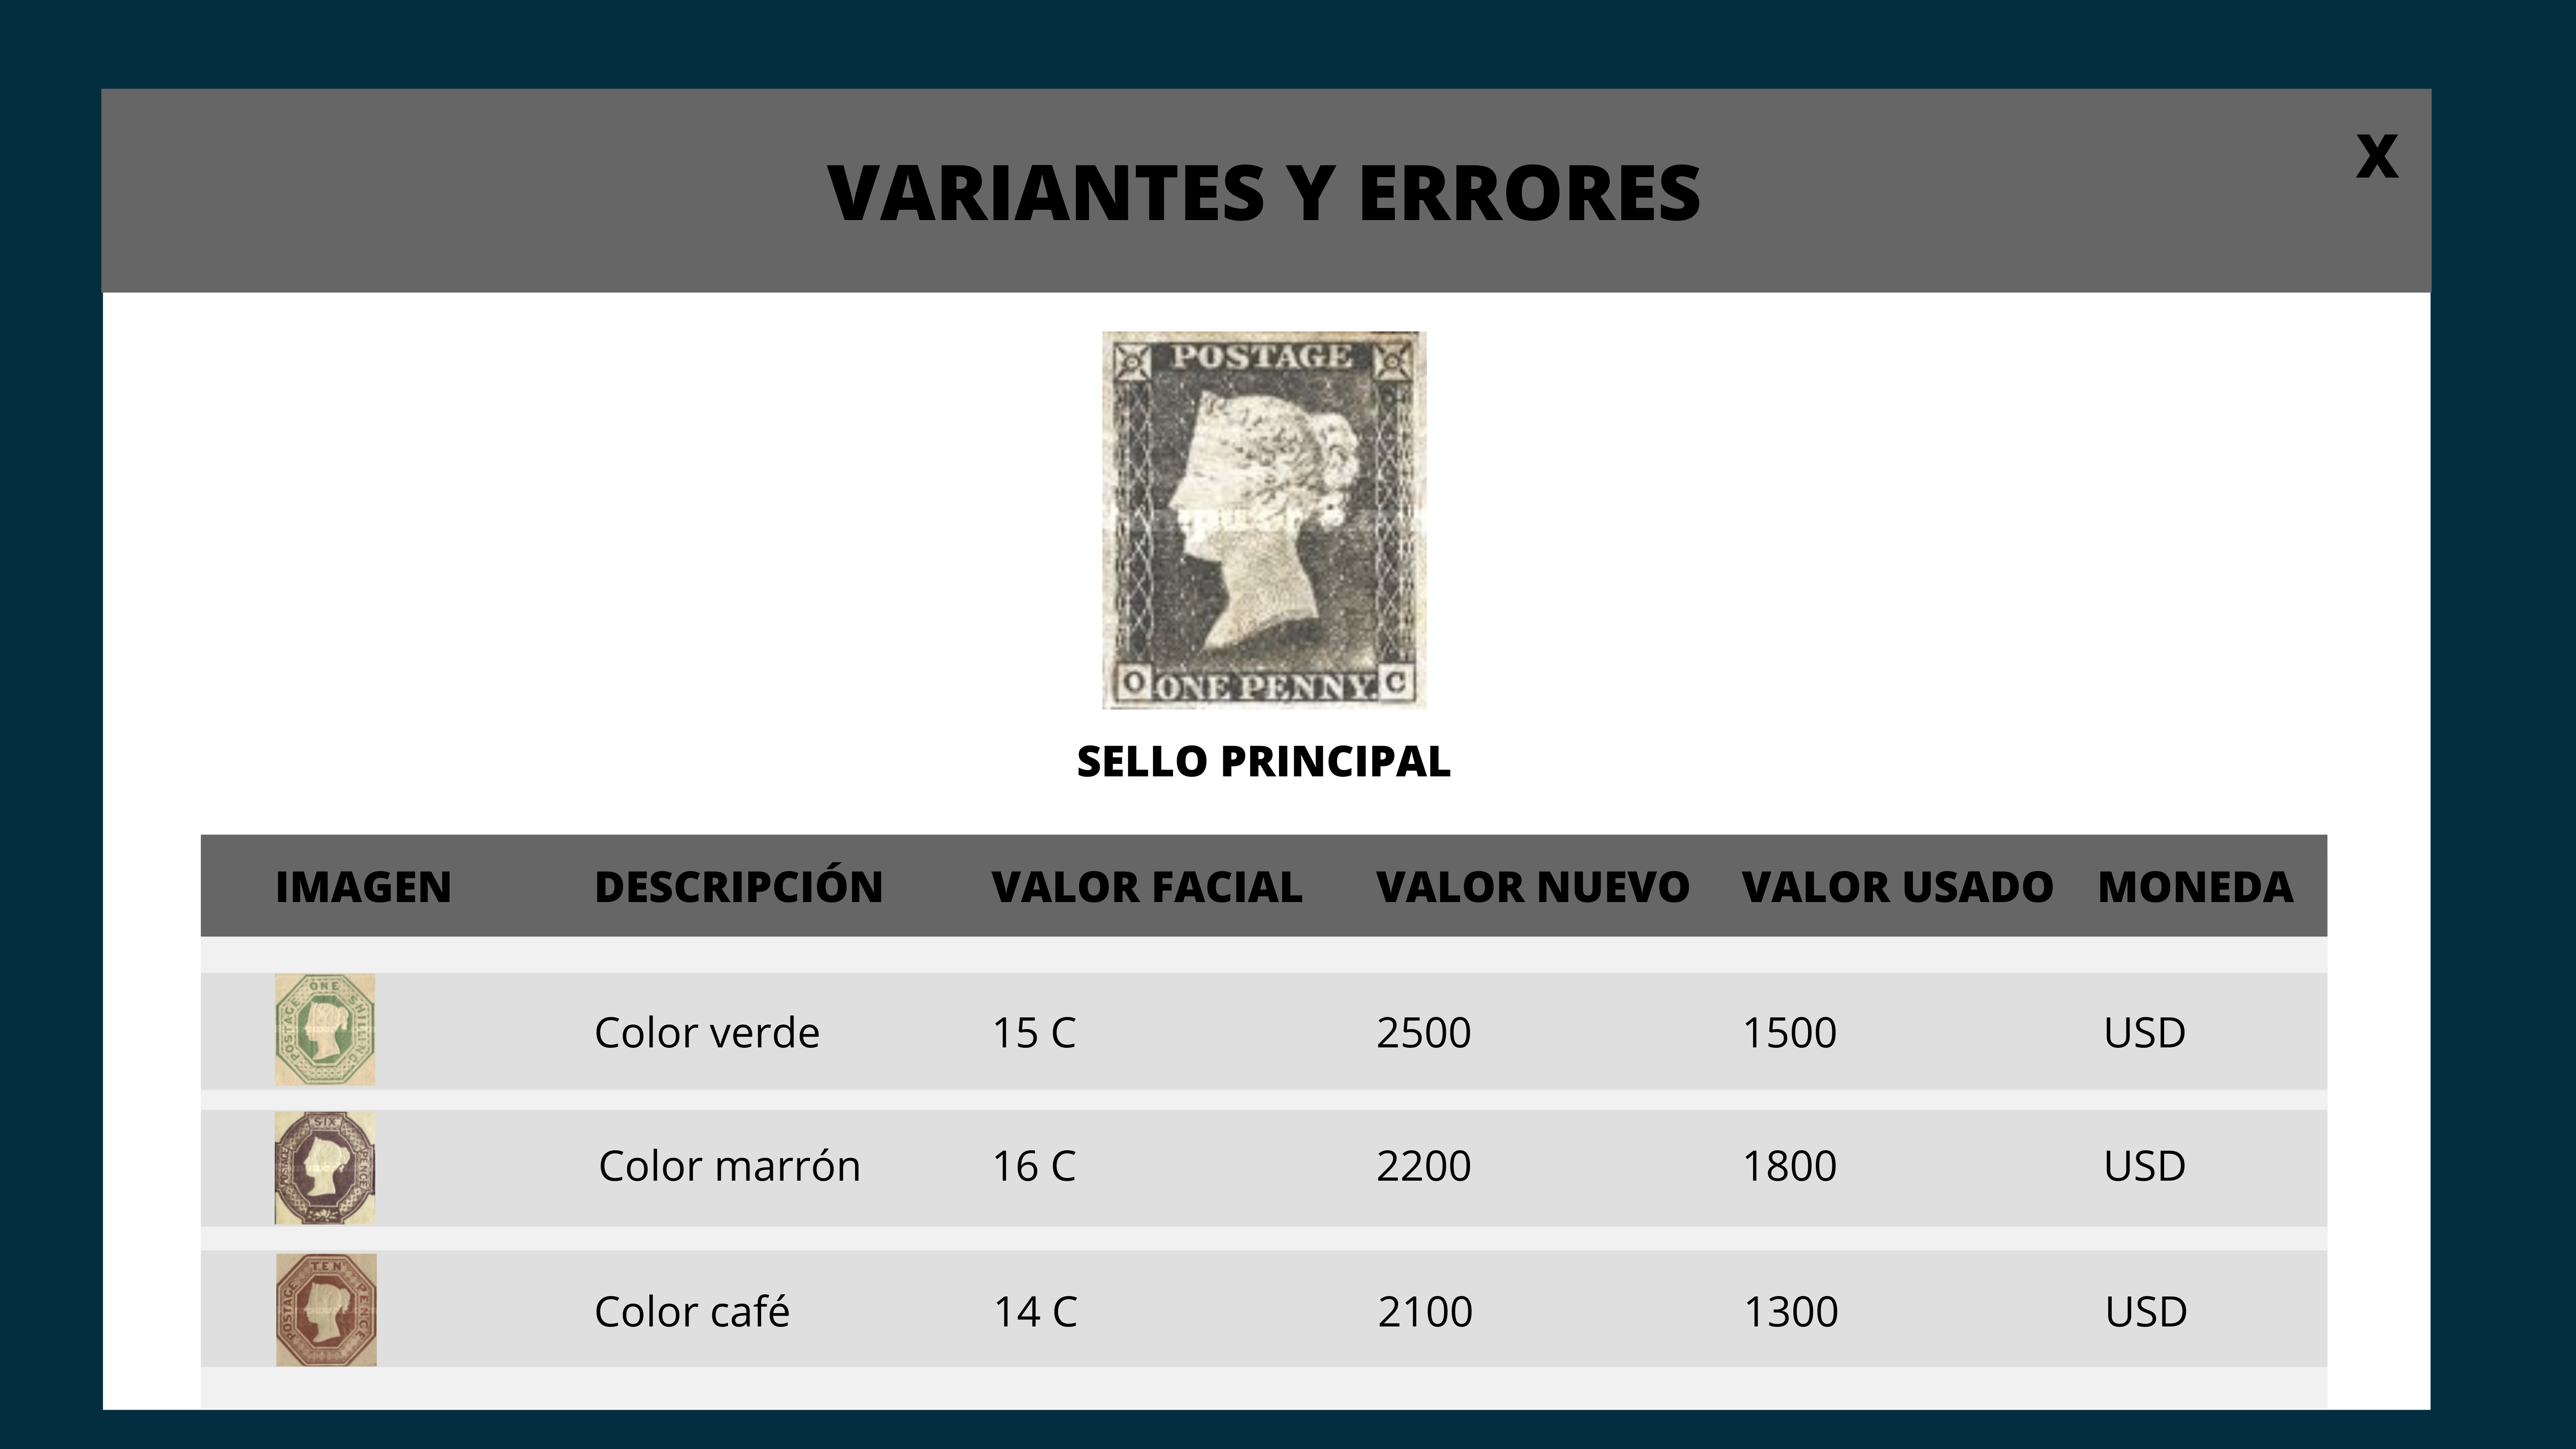 VARIANTES Y ERRORES
X
POSTAGE
O ONE PENNY. C
SELLO PRINCIPAL
IMAGEN DESCRIPCIÓN VALOR FACIAL VALOR NUEVO VALOR USADO MONEDA
POSTAGE ONE SHILLING
Color verde 15 C 2500 1500 USD
POSTAGE SIX PENCE
Color marrón 16 C 2200 1800 USD
POSTAGE TEN PENCE
Color café 14 C 2100 1300 USD